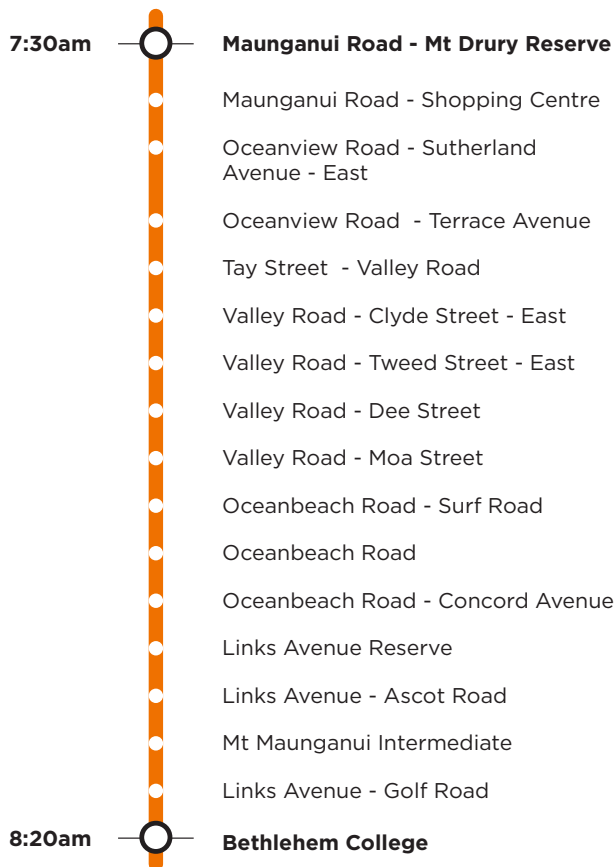 7:30am Maunganui Road - Mt Drury Reserve
Maunganui Road - Shopping Centre
Oceanview Road - Sutherland
Avenue - East
Oceanview Road - Terrace Avenue
Tay Street - Valley Road
Valley Road - Clyde Street - East
Valley Road - Tweed Street - East
Valley Road - Dee Street
Valley Road - Moa Street
Oceanbeach Road - Surf Road
Oceanbeach Road
Oceanbeach Road - Concord Avenue
Links Avenue Reserve
Links Avenue - Ascot Road
Mt Maunganui Intermediate
Links Avenue - Golf Road
8:20am Bethlehem College